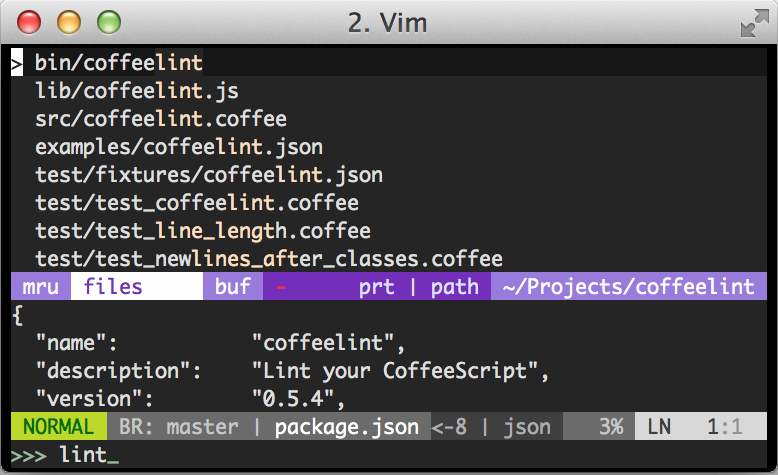 2. Vim
> bin/coffeelint
lib/coffeelint.js
src/coffeelint.coffee
examples/coffeelint.json
test/fixtures/coffeelint.json
test/test_coffeelint.coffee
test/test_line_length.coffee
test/test_newlines_after_classes.coffee
mru files buf - prt | path ~/Projects/coffeelint
{
"name": "coffeelint",
"description": "Lint your CoffeeScript",
"version": "0.5.4",
NORMAL BR: master | package.json <-8 | json 3% LN 1:1
>>> lint_